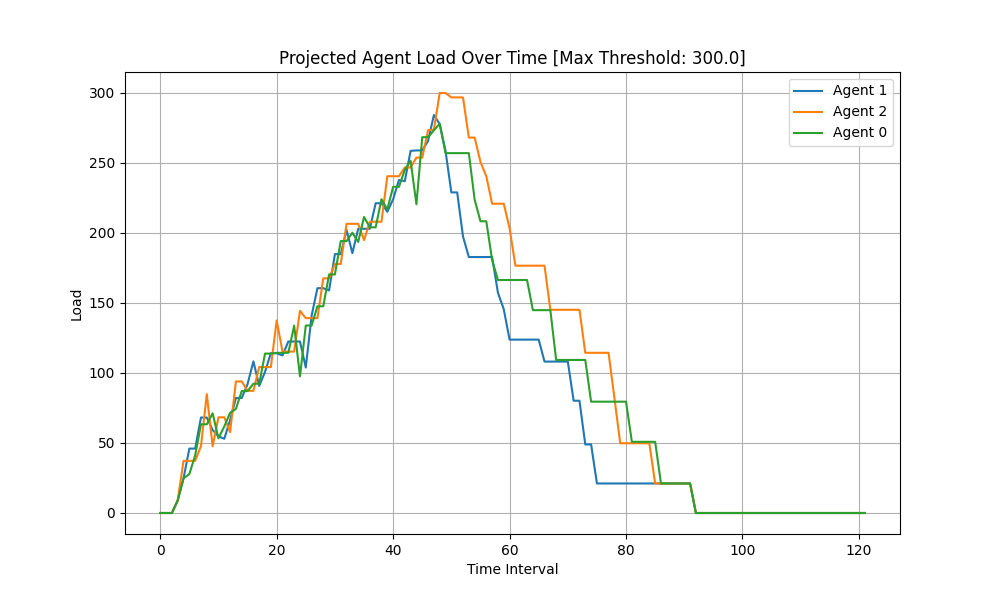 Projected Agent Load Over Time [Max Threshold: 300.0]
Agent 1
Agent 2
Agent 0
Load
300
250
200
150
100
50
0
0 20 40 60 80 100 120
Time Interval